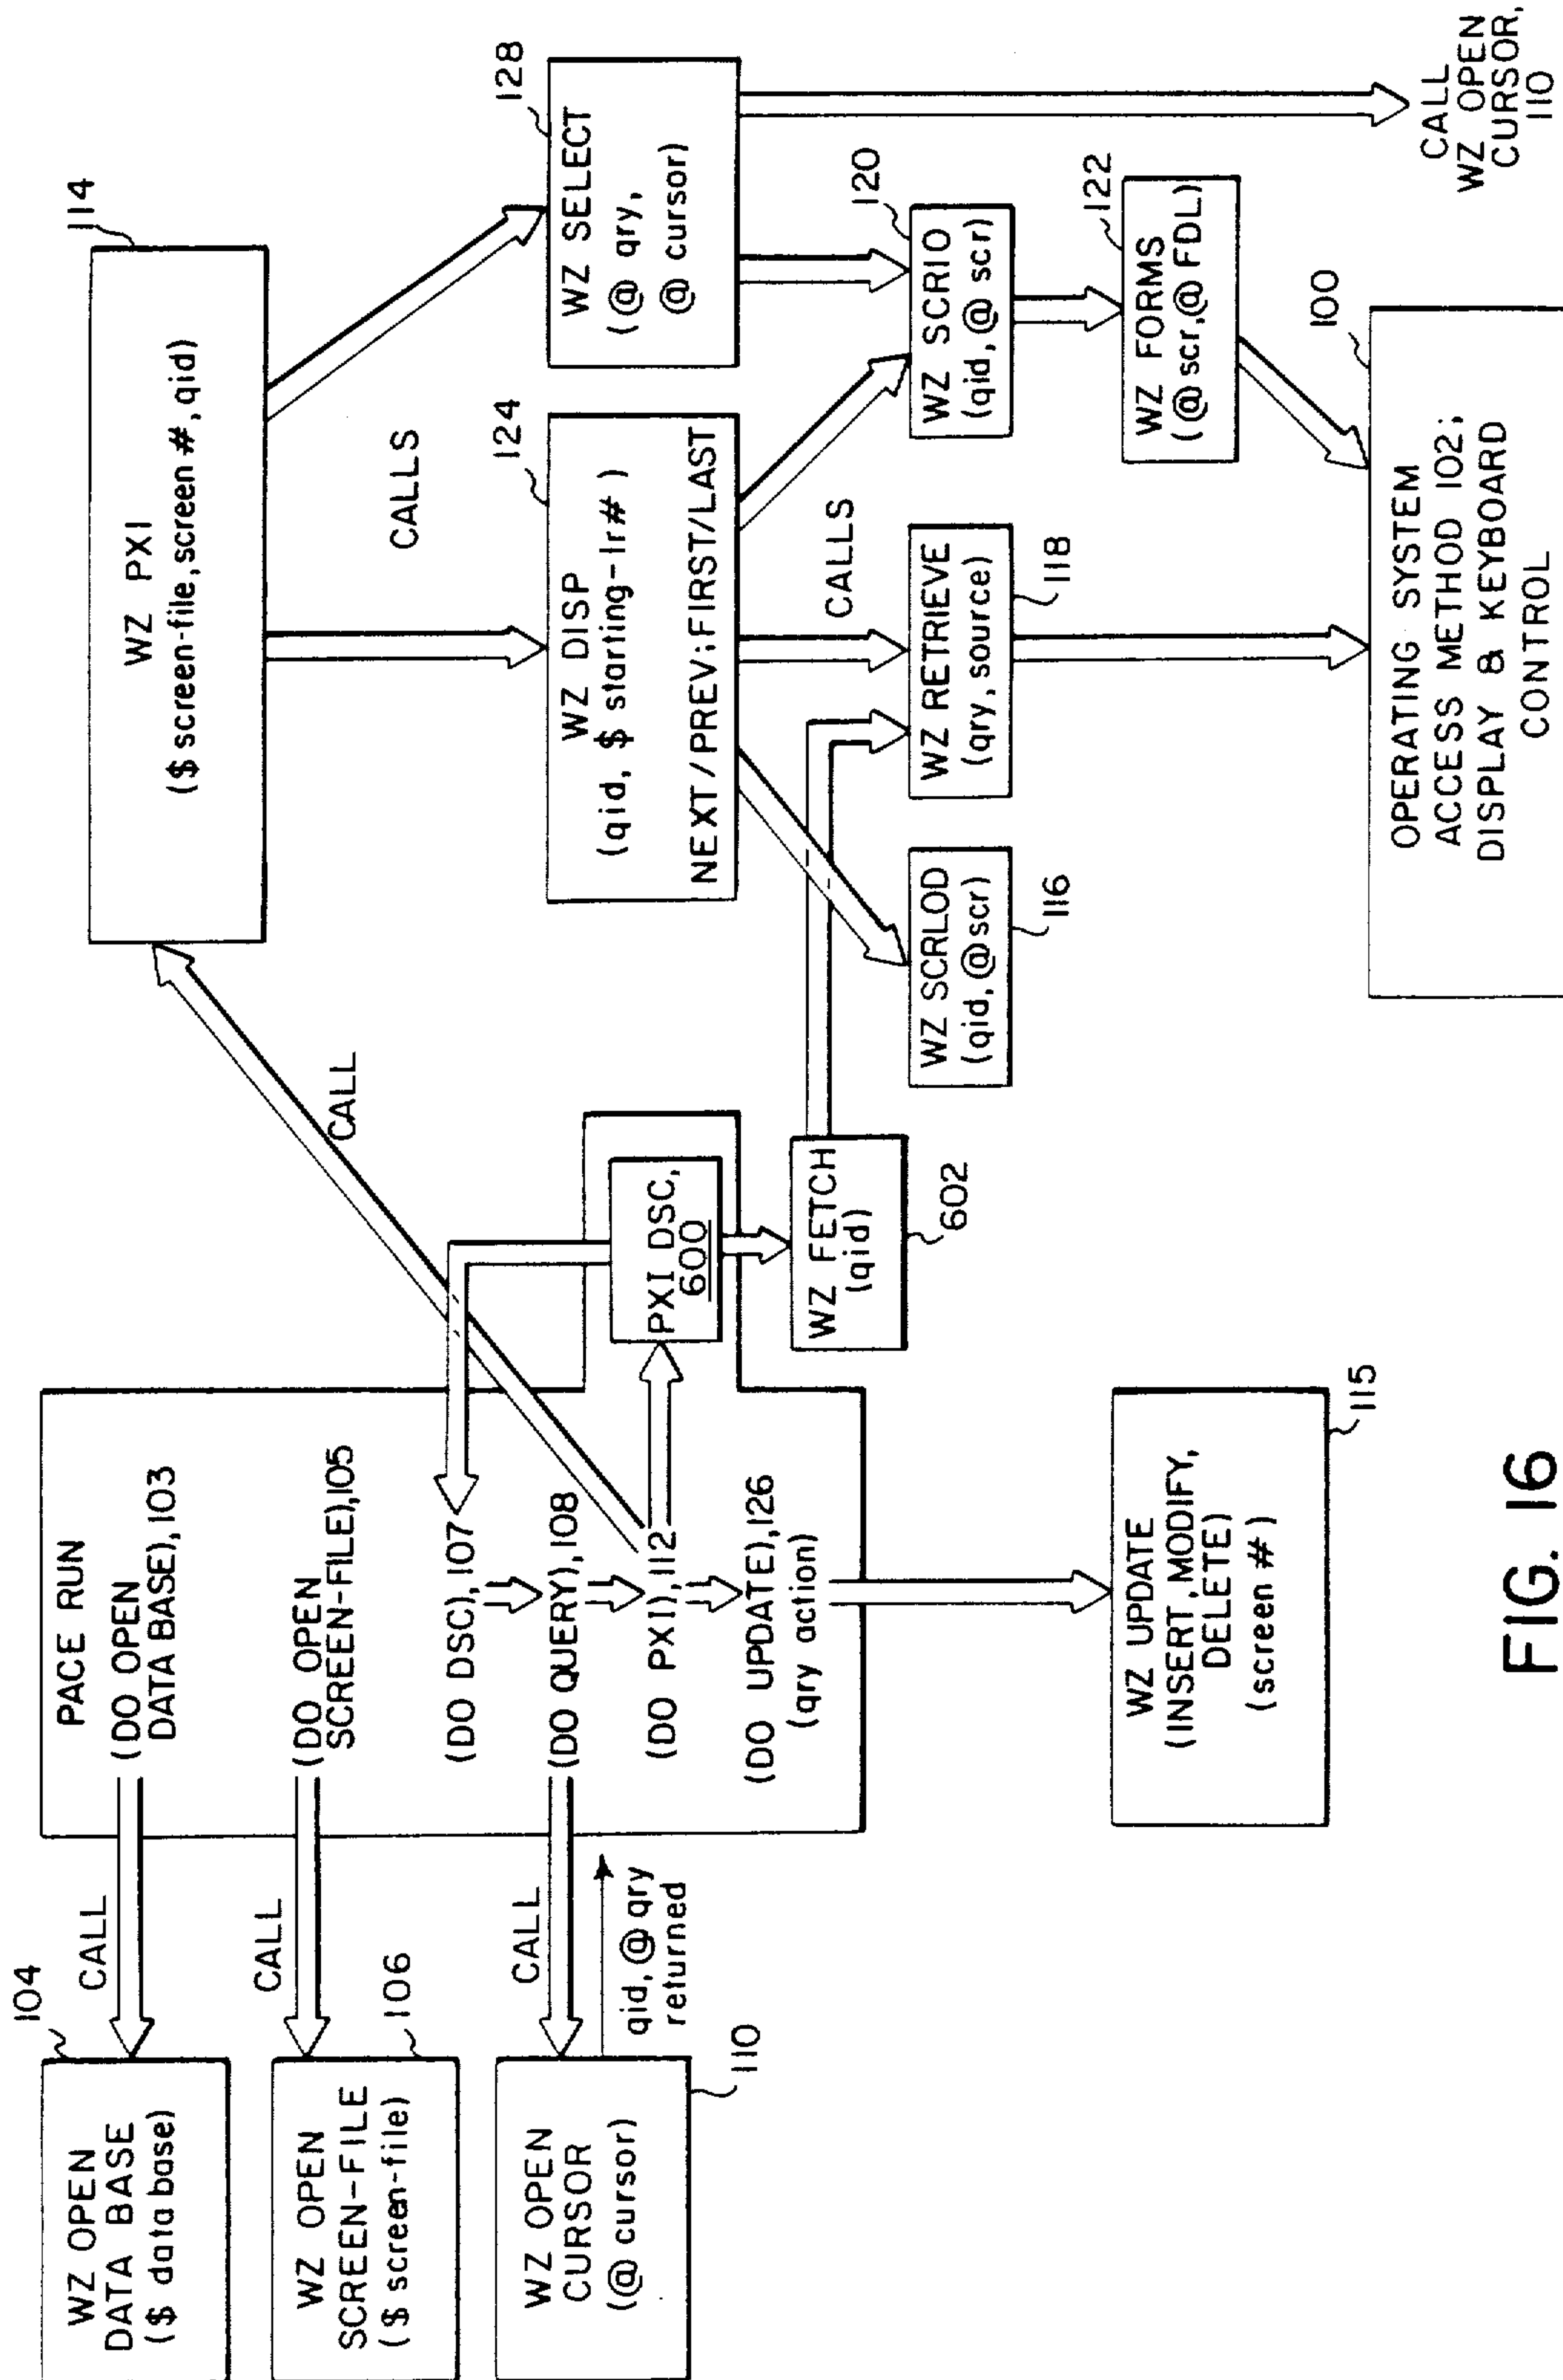 104
WZ OPEN
DATA BASE
($ data base)
CALL
106
WZ OPEN
SCREEN-FILE
($ screen-file)
CALL
WZ OPEN
CURSOR
(@ cursor)
110
CALL
qid, @ qry
returned
PACE RUN
(DO OPEN
DATA BASE), 103
(DO OPEN
SCREEN-FILE), 105
(DO DSC), 107
(DO QUERY), 108
(DO PXI), 112
(DO UPDATE), 126
(qry action)
PXI DSC,
600
WZ FETCH
(qid)
602
WZ UPDATE
(INSERT, MODIFY,
DELETE)
(screen #)
115
CALL
114
WZ PXI
($ screen-file, screen #, qid)
CALLS
124
WZ DISP
(qid, $ starting-lr#)
NEXT/PREV; FIRST/LAST
128
WZ SELECT
(@ qry,
@ cursor)
CALLS
WZ SCRLOD
(qid, @ scr)
116
WZ RETRIEVE
(qry, source)
118
120
WZ SCRIO
(qid, @ scr)
122
WZ FORMS
(@ scr, @ FDL)
100
OPERATING SYSTEM
ACCESS METHOD 102;
DISPLAY & KEYBOARD
CONTROL
CALL
WZ OPEN
CURSOR,
110
FIG. 16